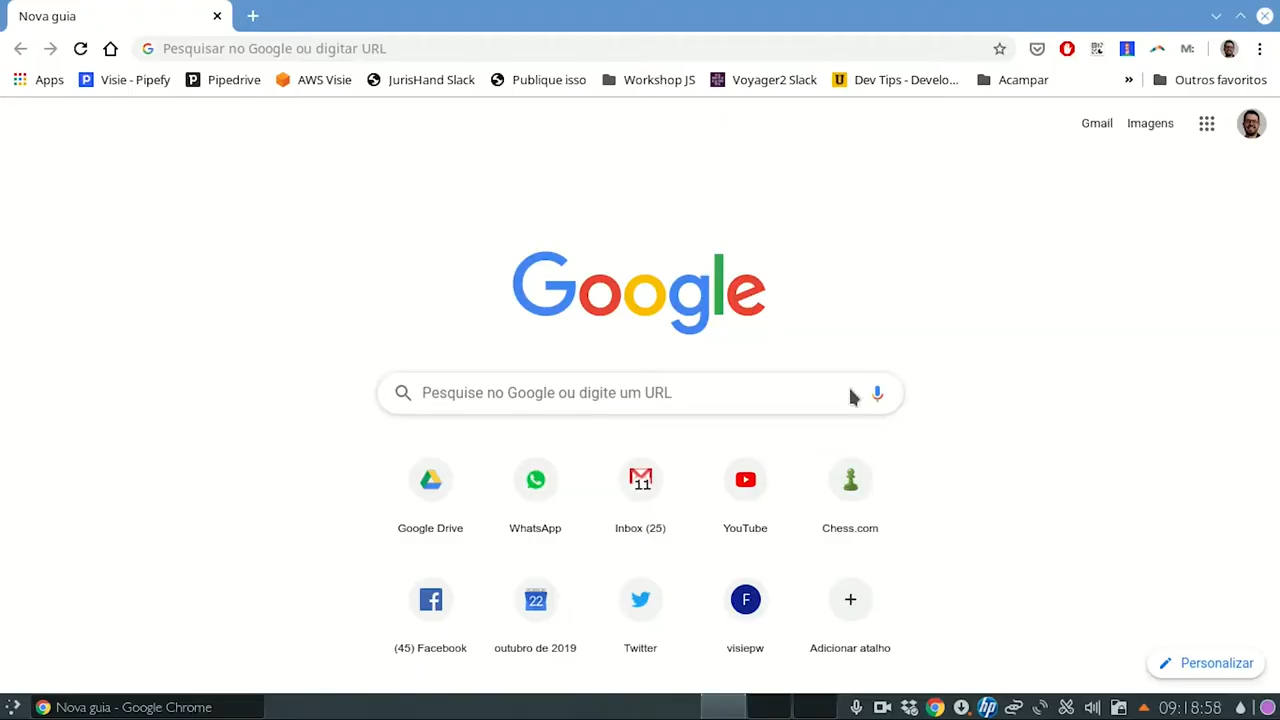 Nova guia
Pesquisar no Google ou digitar URL
M:
Apps
Visie - Pipefy
Pipedrive
AWS Visie
JurisHand Slack
Publique isso
Workshop JS
Voyager2 Slack
Dev Tips - Develo...
Acampar
»
Outros favoritos
Gmail
Imagens
Google
Pesquise no Google ou digite um URL
11
Google Drive
WhatsApp
Inbox (25)
YouTube
Chess.com
22
F
(45) Facebook
outubro de 2019
Twitter
visiepw
Adicionar atalho
Personalizar
Nova guia - Google Chrome
hp
09:18:58